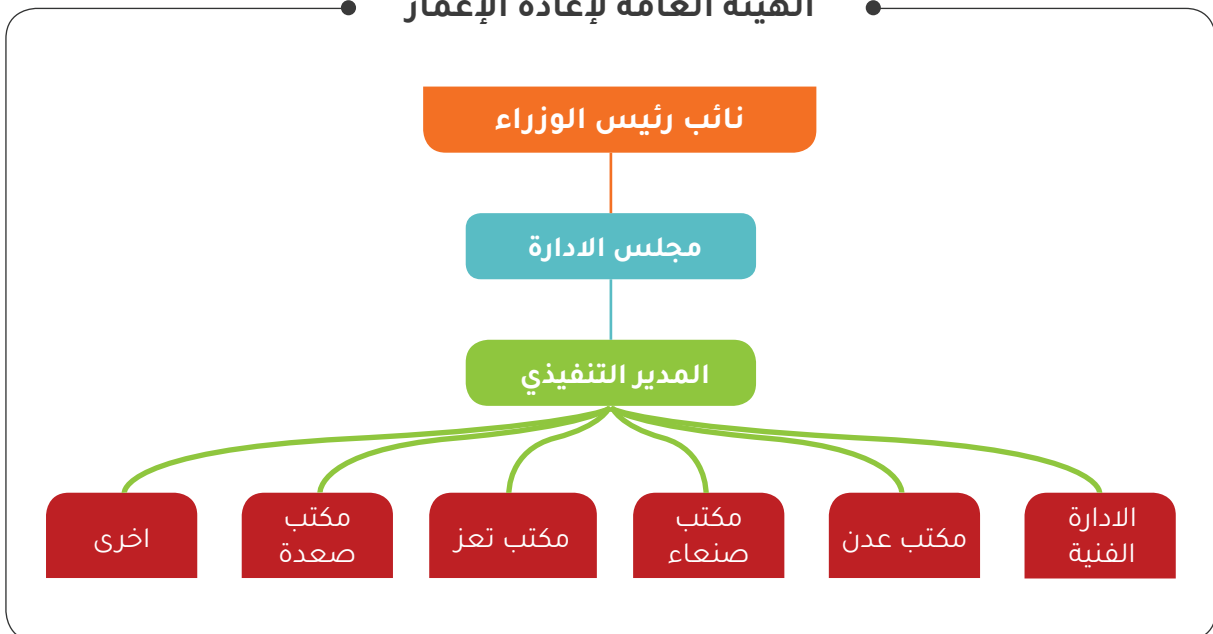 الهيئة العامة لإعادة الإعمار
نائب رئيس الوزراء
مجلس الادارة
المدير التنفيذي
الادارة
الفنية
مكتب عدن
مكتب
صنعاء
مكتب تعز
مكتب
صعدة
اخرى